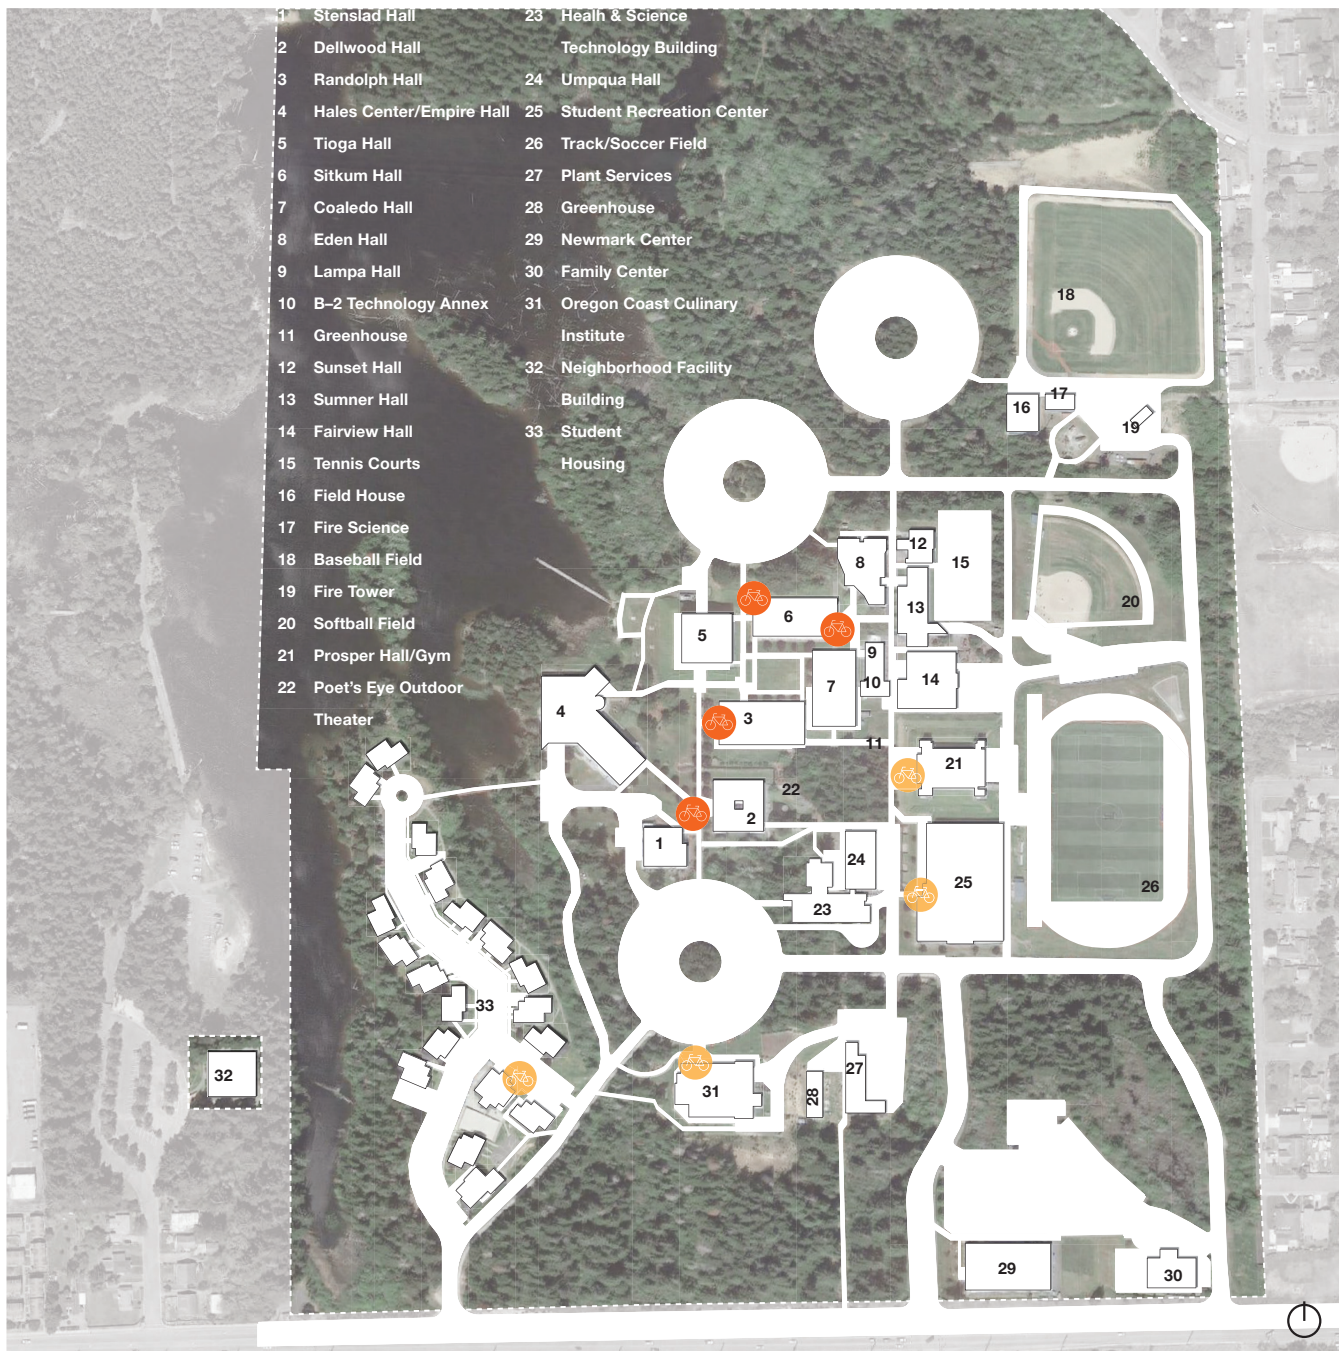 1 Stenslad Hall
2 Dellwood Hall
3 Randolph Hall
4 Hales Center/Empire Hall
5 Tioga Hall
6 Sitkum Hall
7 Coaledo Hall
8 Eden Hall
9 Lampa Hall
10 B–2 Technology Annex
11 Greenhouse
12 Sunset Hall
13 Sumner Hall
14 Fairview Hall
15 Tennis Courts
16 Field House
17 Fire Science
18 Baseball Field
19 Fire Tower
20 Softball Field
21 Prosper Hall/Gym
22 Poet's Eye Outdoor
Theater
23 Healh & Science
Technology Building
24 Umpqua Hall
25 Student Recreation Center
26 Track/Soccer Field
27 Plant Services
28 Greenhouse
29 Newmark Center
30 Family Center
31 Oregon Coast Culinary
Institute
32 Neighborhood Facility
Building
33 Student
Housing
18
17
16
19
12
8
15
20
13
6
5
9
14
10
7
4
3
11
21
22
2
1
24
25
26
23
33
27
32
31
28
29
30